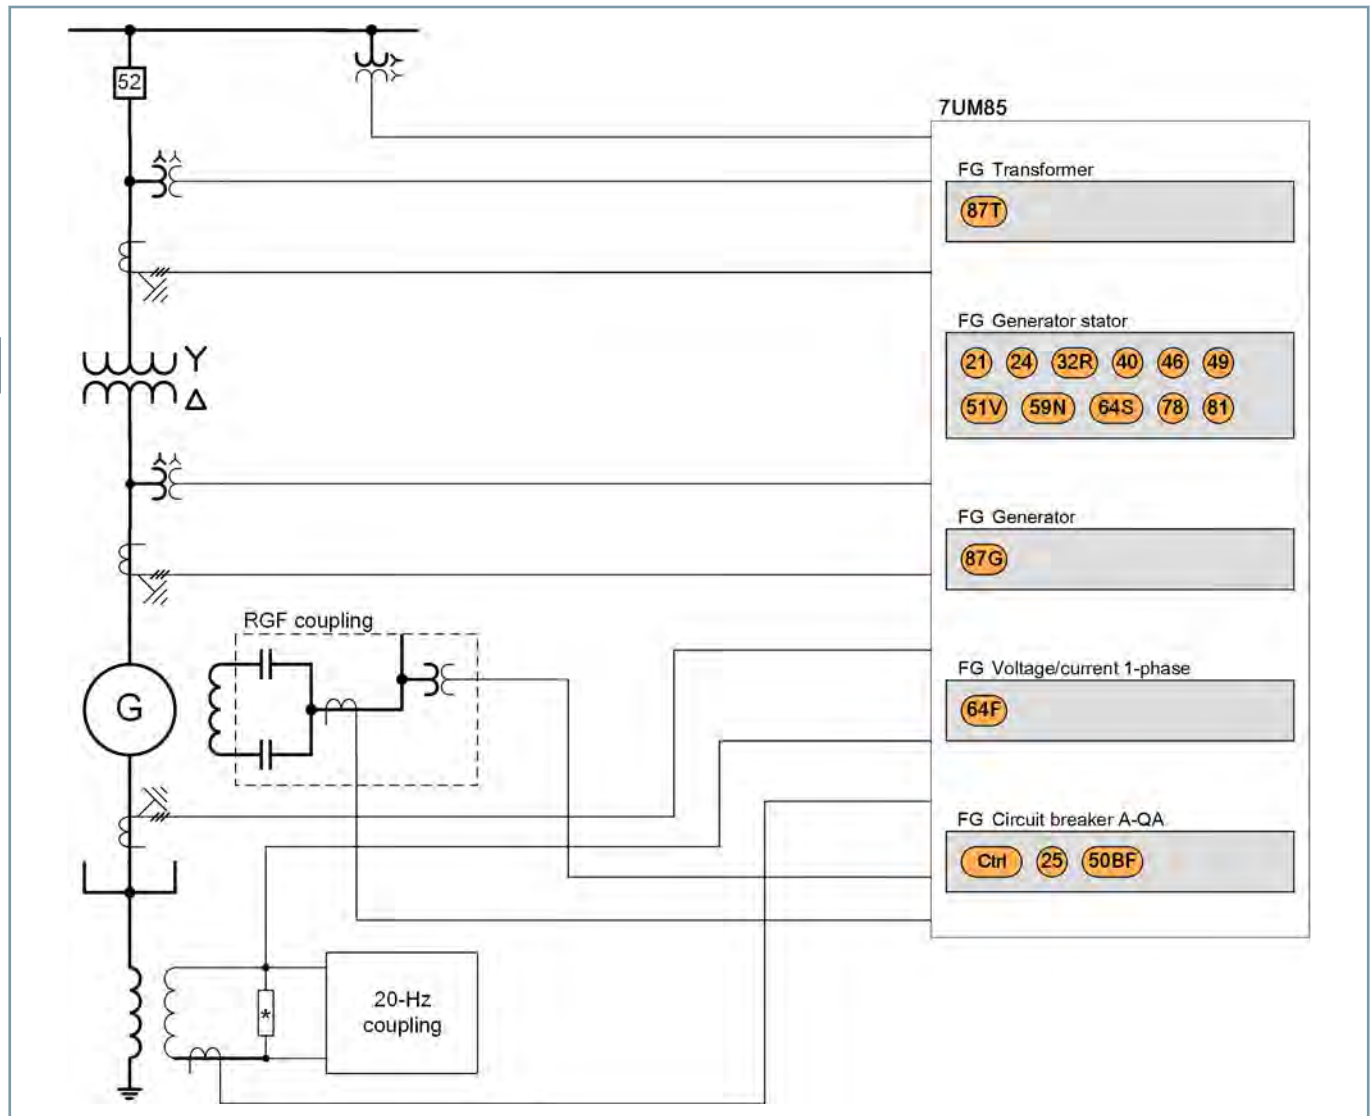 52
7UM85
FG Transformer
87T
FG Generator stator
21 24 32R 40 46 49
51V 59N 64S 78 81
FG Generator
87G
RGF coupling
G
FG Voltage/current 1-phase
64F
FG Circuit breaker A-QA
Ctrl 25 50BF
20-Hz
coupling
*